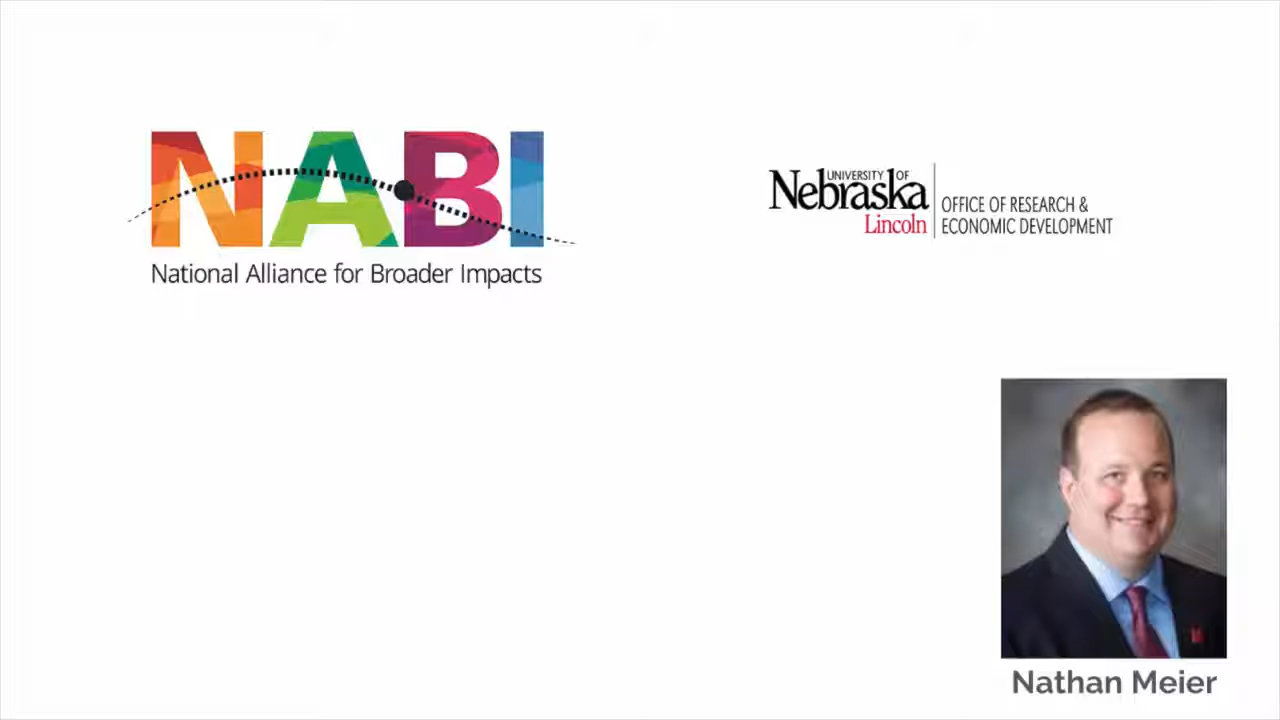 NABI
National Alliance for Broader Impacts
UNIVERSITY OF
Nebraska
Lincoln
OFFICE OF RESEARCH &
ECONOMIC DEVELOPMENT
Nathan Meier